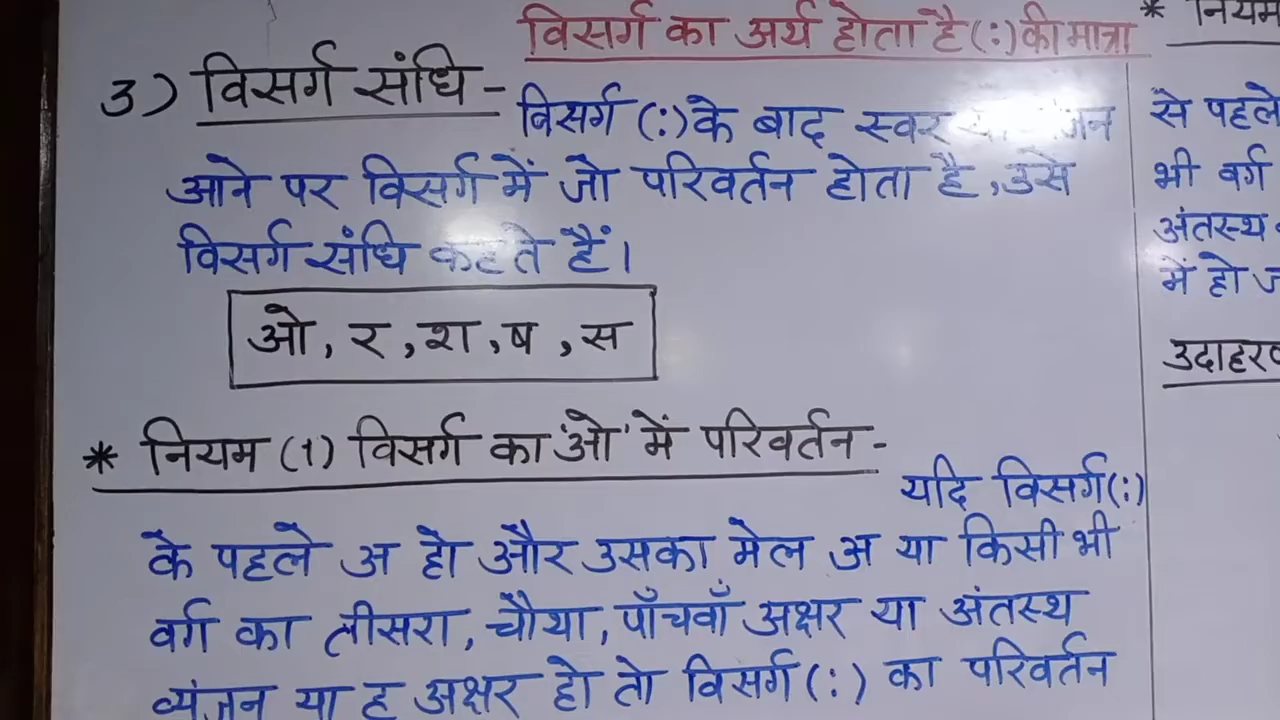 विसर्ग का अर्थ होता है (:) की मात्रा
3) विसर्ग संधि -
विसर्ग (:) के बाद स्वर
आने पर विसर्ग में जो परिवर्तन होता है, उसे
विसर्ग संधि कहते हैं।
ओ, र, श, ष, स
* नियम (1) विसर्ग का 'ओ' में परिवर्तन -
यदि विसर्ग (:)
के पहले अ हो और उसका मेल अ या किसी भी
वर्ग का तीसरा, चौथा, पाँचवाँ अक्षर या अंतस्थ
व्यंजन या ह अक्षर हो तो विसर्ग (:) का परिवर्तन
* नियम
से पहले
भी वर्ग
अंतस्थ
में हो